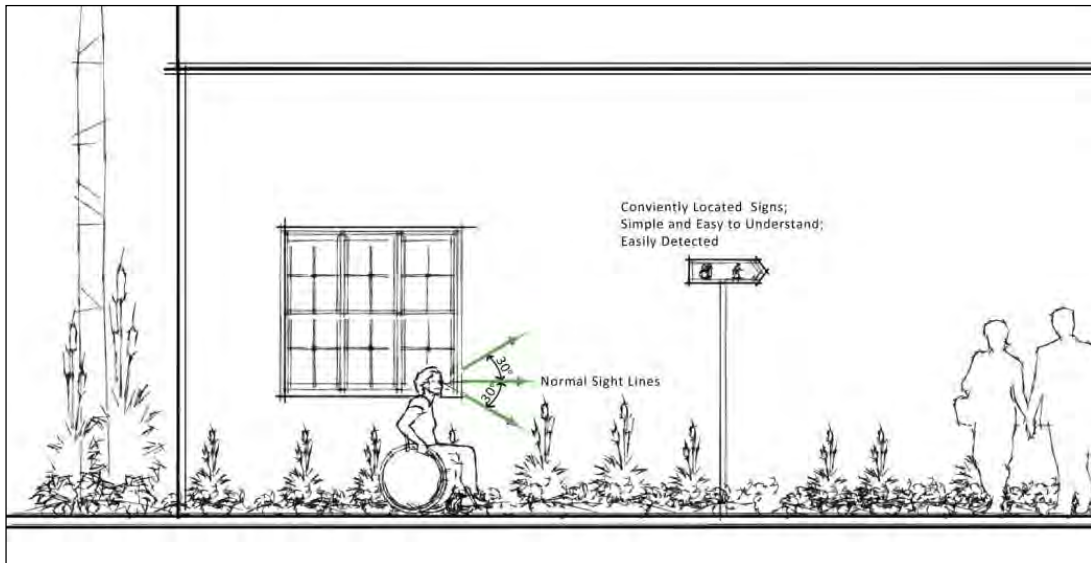 Conviently Located Signs;
Simple and Easy to Understand;
Easily Detected
30°
Normal Sight Lines
30°